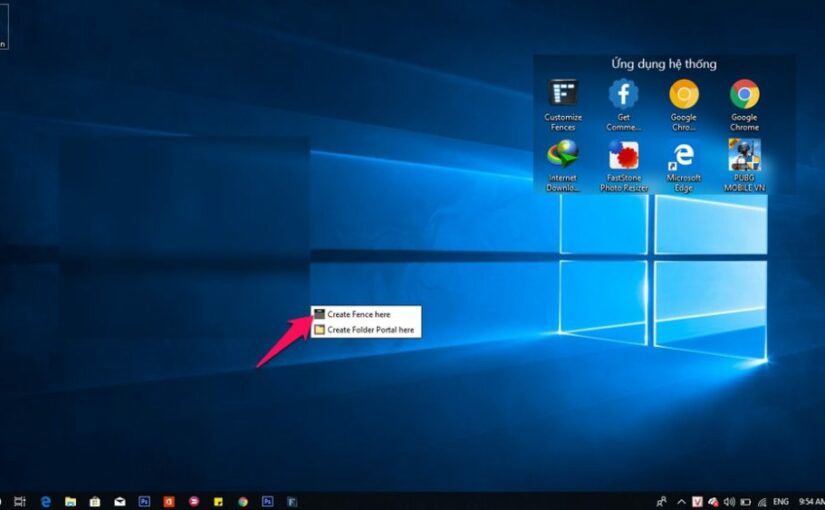 Ứng dụng hệ thống
Customize
Fences
Get
Comme...
Google
Chro...
Google
Chrome
Internet
Downlo...
FastStone
Photo Resizer
Microsoft
Edge
PUBG
MOBILE.VN
Create Fence here
Create Folder Portal here
ENG
9:54 AM